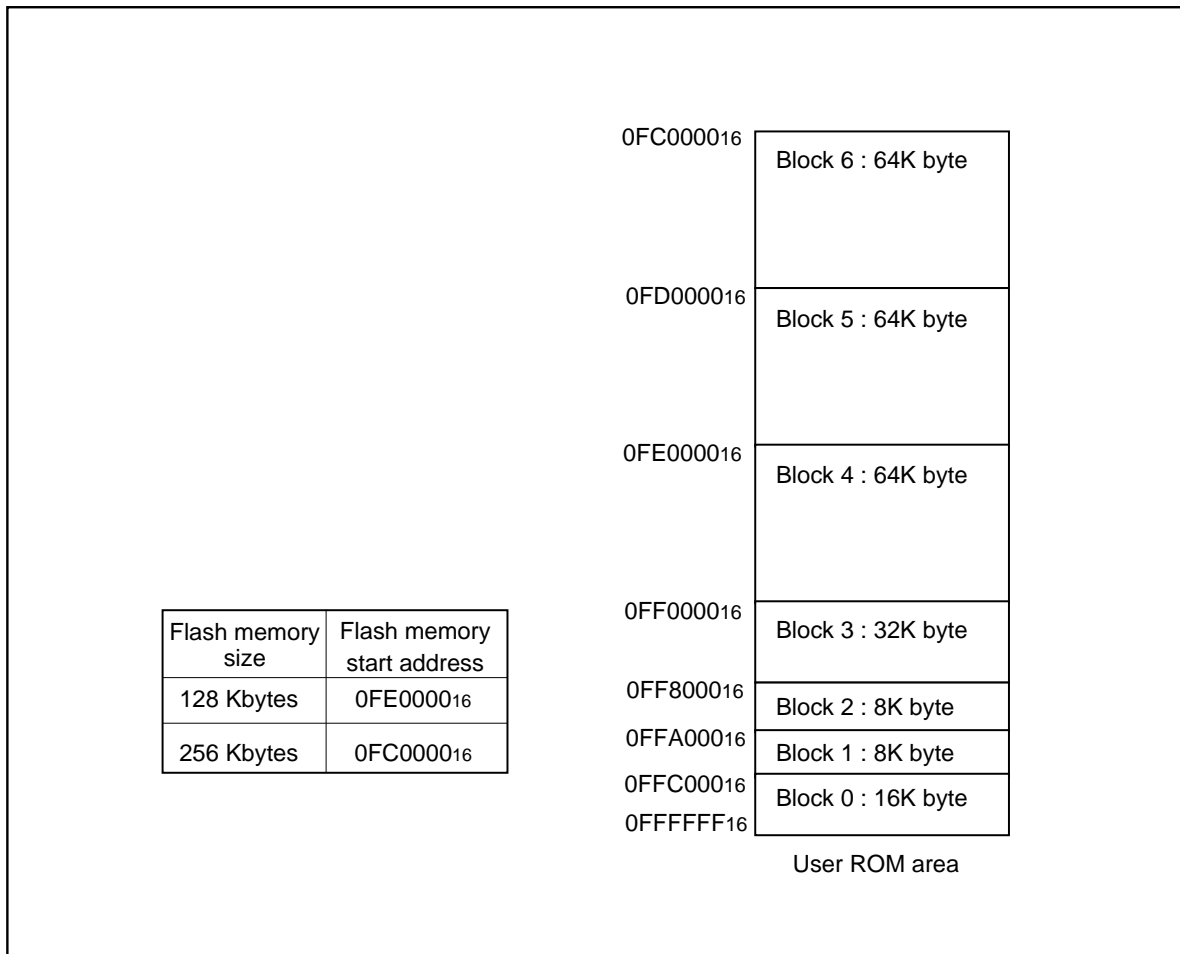 0FC000016
Block 6 : 64K byte
0FD000016
Block 5 : 64K byte
0FE000016
Block 4 : 64K byte
0FF000016
Block 3 : 32K byte
0FF800016
Block 2 : 8K byte
0FFA00016
Block 1 : 8K byte
0FFC00016
Block 0 : 16K byte
0FFFFFF16
User ROM area
Flash memory
size
Flash memory
start address
128 Kbytes
0FE000016
256 Kbytes
0FC000016